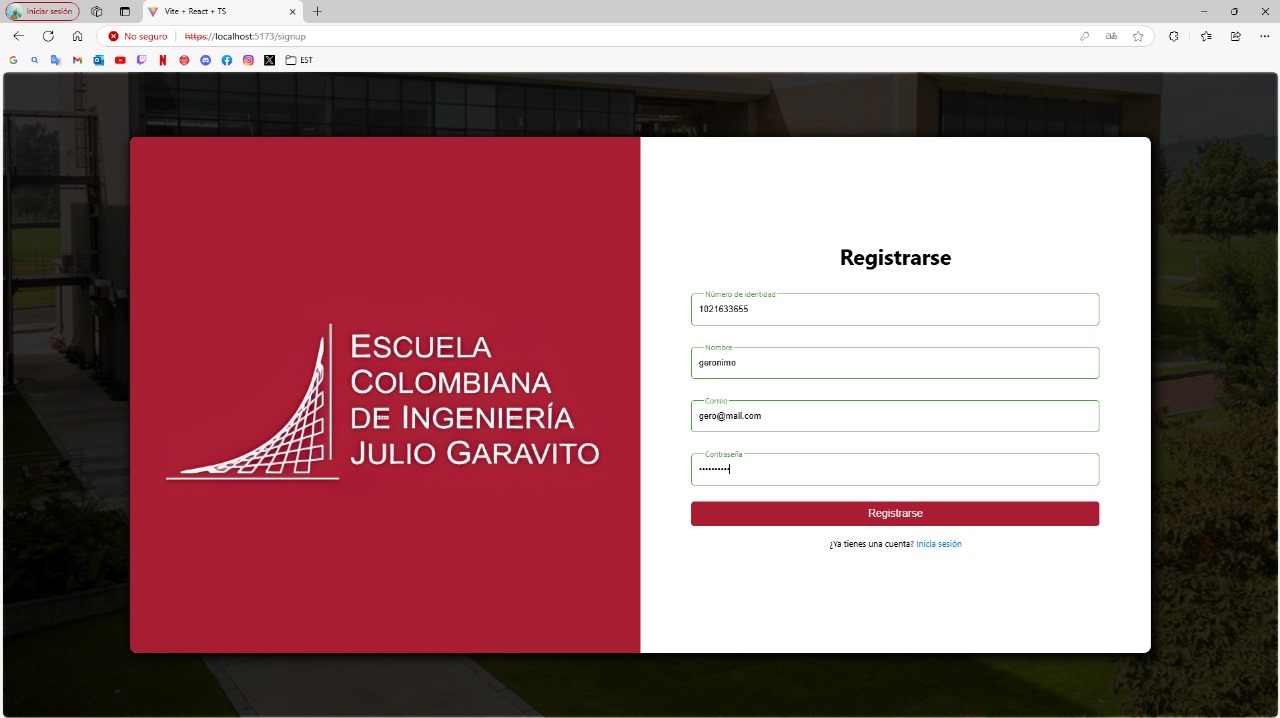 Iniciar sesión
Vite + React + TS
No seguro
https://localhost:5173/signup
EST
ESCUELA
COLOMBIANA
DE INGENIERÍA
JULIO GARAVITO
Registrarse
Número de identidad
1021633655
Nombre
geronimo
Correo
gero@mail.com
Contraseña
••••••••••
Registrarse
¿Ya tienes una cuenta? Inicia sesión